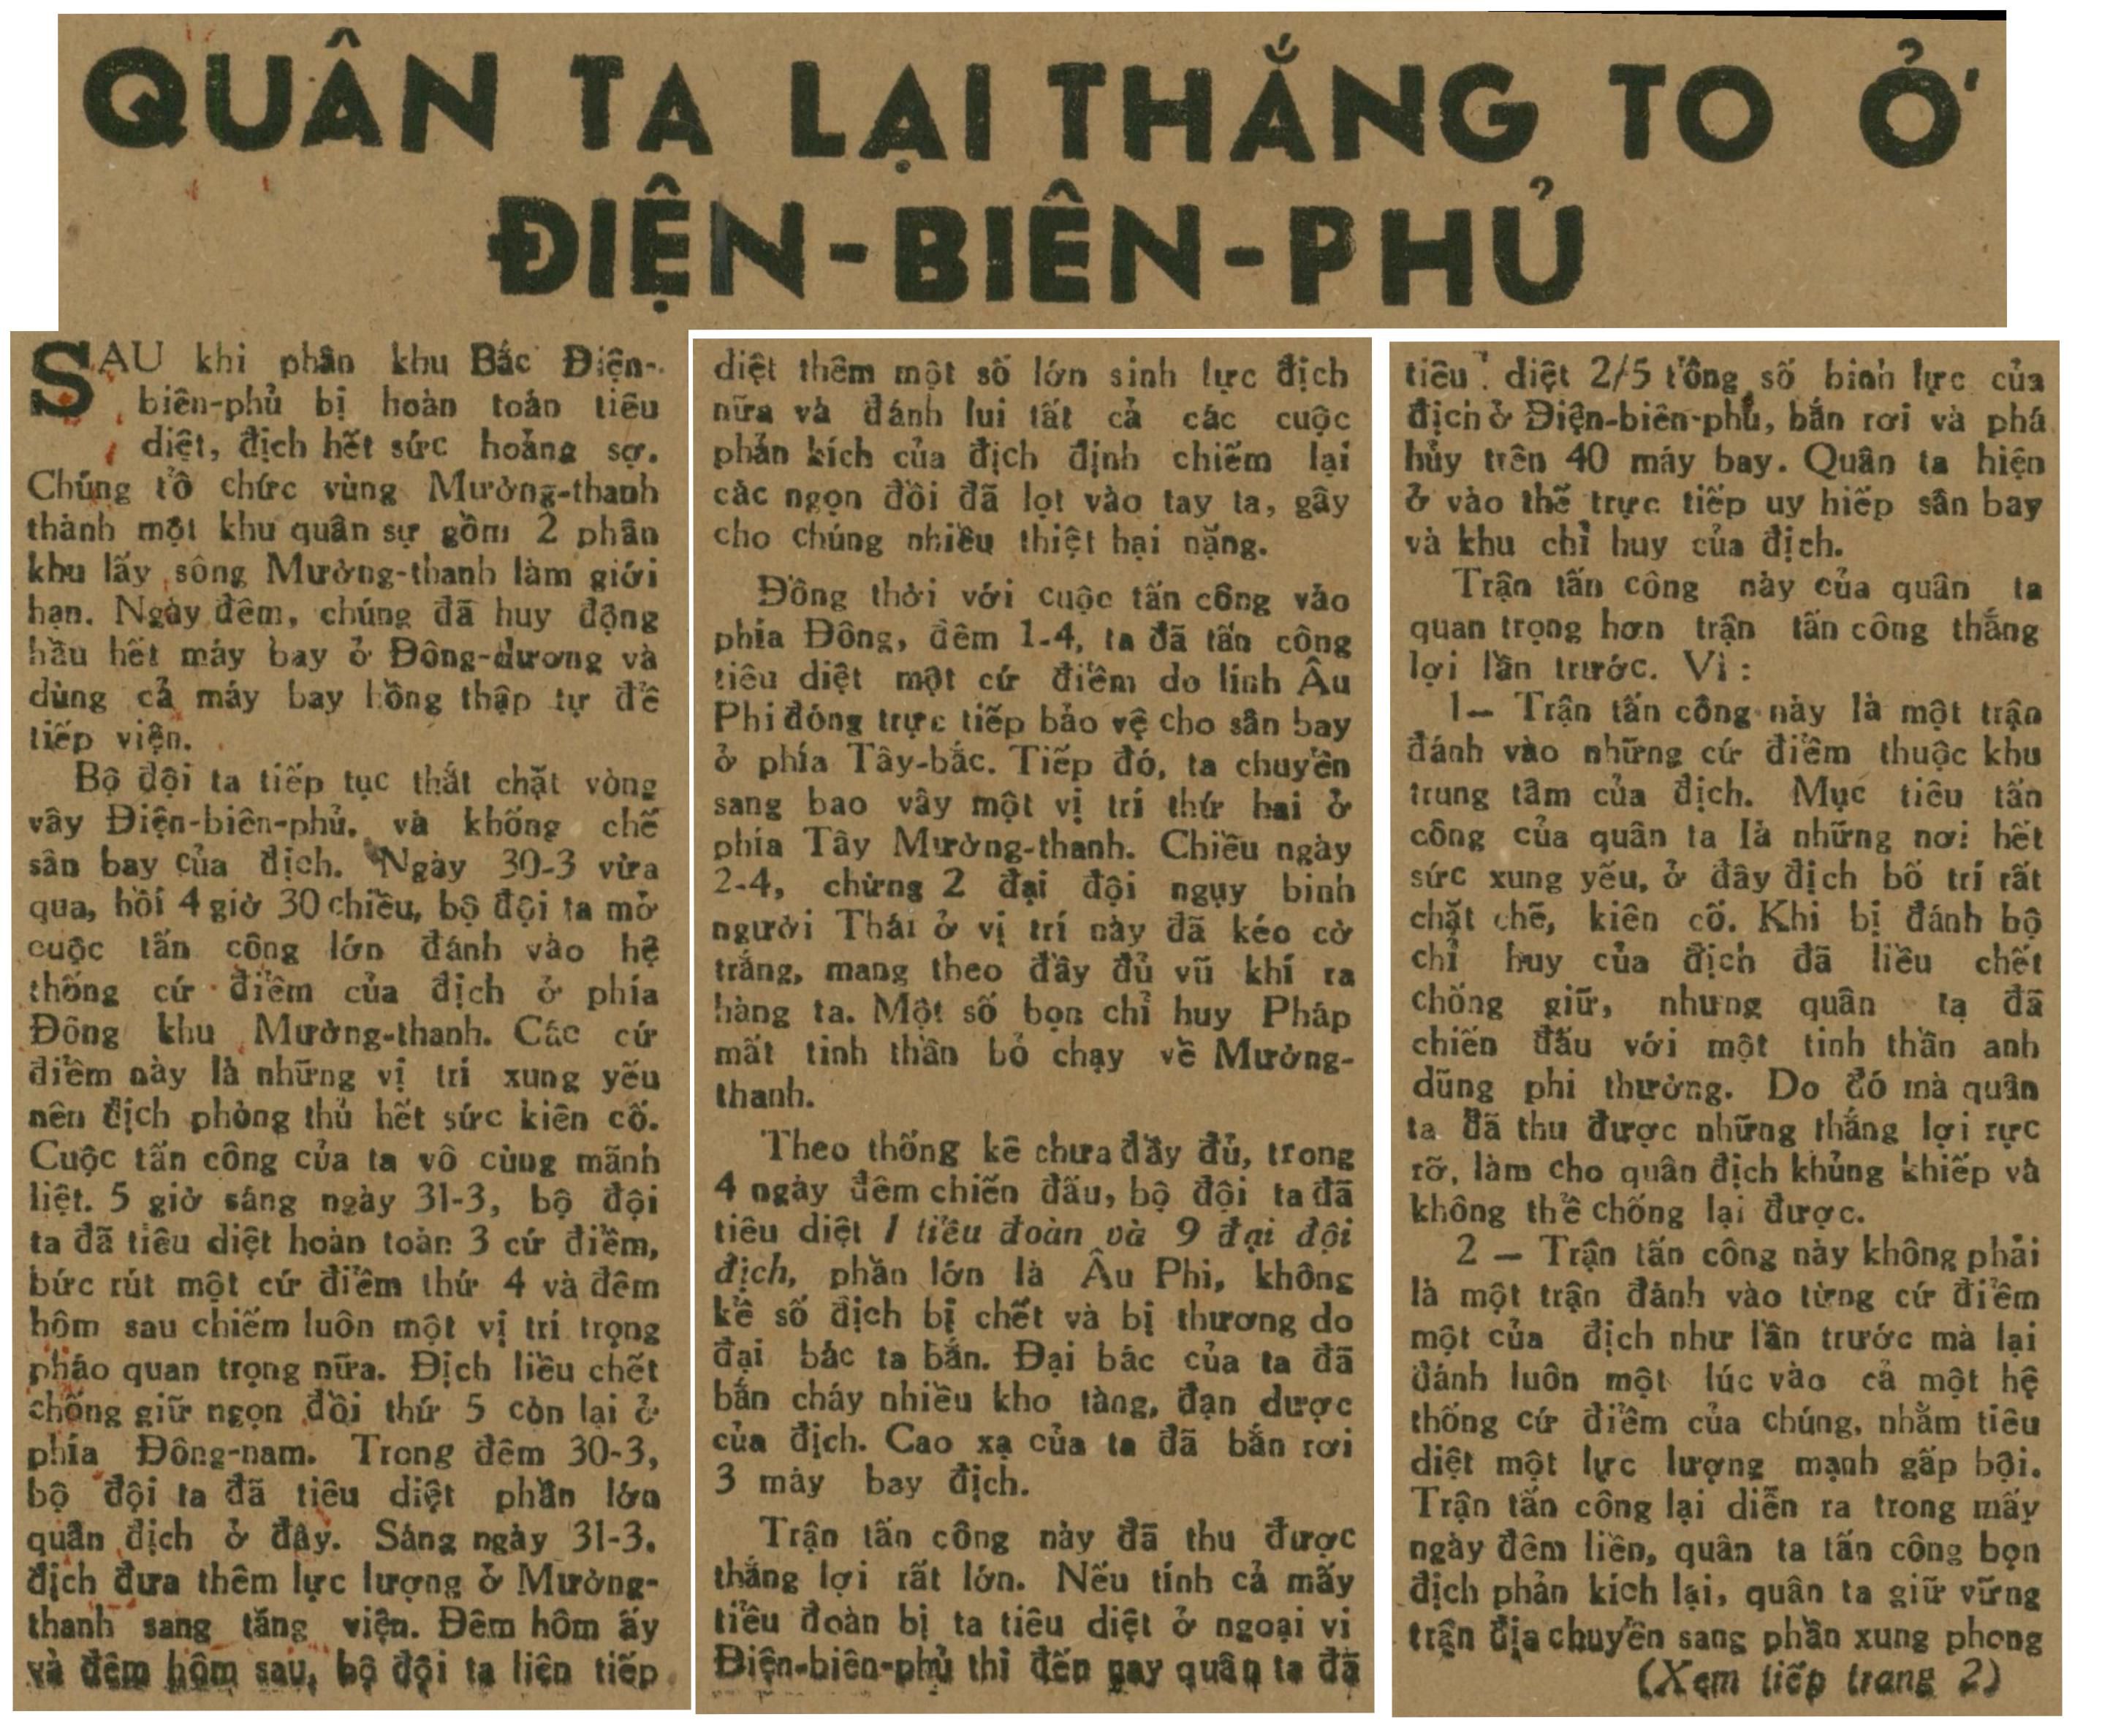 QUÂN TA LẠI THẮNG TO Ở
ĐIỆN-BIÊN-PHỦ
SAU khi phân khu Bắc Điện-
biên-phủ bị hoàn toán tiêu
diệt, địch hết sức hoảng sợ.
Chúng tổ chức vùng Mường-thanh
thành một khu quân sự gồm 2 phân
khu lấy sông Mường-thanh làm giới
hạn. Ngày đêm, chúng đã huy động
hầu hết máy bay ở Đông-dương và
dùng cả máy bay hồng thập tự để
tiếp viện.
Bộ đội ta tiếp tục thắt chặt vòng
vây Điện-biên-phủ, và khống chế
sân bay của địch. Ngày 30-3 vừa
qua, hồi 4 giờ 30 chiều, bộ đội ta mở
cuộc tấn công lớn đánh vào hệ
thống cứ điểm của địch ở phía
Đông khu Mường-thanh. Các cứ
điểm này là những vị trí xung yếu
nên địch phòng thủ hết sức kiên cố.
Cuộc tấn công của ta vô cùng mãnh
liệt. 5 giờ sáng ngày 31-3, bộ đội
ta đã tiêu diệt hoàn toàn 3 cứ điểm,
bức rút một cứ điểm thứ 4 và đêm
hôm sau chiếm luôn một vị trí trọng
pháo quan trọng nữa. Địch liều chết
chống giữ ngọn đồi thứ 5 còn lại ở
phía Đông-nam. Trong đêm 30-3,
bộ đội ta đã tiêu diệt phần lớn
quân địch ở đây. Sáng ngày 31-3,
địch đưa thêm lực lượng ở Mường-
thanh sang tăng viện. Đêm hôm ấy
và đêm hôm sau, bộ đội ta liên tiếp
diệt thêm một số lớn sinh lực địch
nữa và đánh lui tất cả các cuộc
phản kích của địch định chiếm lại
các ngọn đồi đã lọt vào tay ta, gây
cho chúng nhiều thiệt hại nặng.
Đồng thời với cuộc tấn công vào
phía Đông, đêm 1-4, ta đã tấn công
tiêu diệt một cứ điểm do lính Âu
Phi đóng trực tiếp bảo vệ cho sân bay
ở phía Tây-bắc. Tiếp đó, ta chuyển
sang bao vây một vị trí thứ hai ở
phía Tây Mường-thanh. Chiều ngày
2-4, chừng 2 đại đội ngụy binh
người Thái ở vị trí này đã kéo cờ
trắng, mang theo đầy đủ vũ khí ra
hàng ta. Một số bọn chỉ huy Pháp
mất tinh thần bỏ chạy về Mường-
thanh.
Theo thống kê chưa đầy đủ, trong
4 ngày đêm chiến đấu, bộ đội ta đã
tiêu diệt 1 tiểu đoàn và 9 đại đội
địch, phần lớn là Âu Phi, không
kể số địch bị chết và bị thương do
đại bác ta bắn. Đại bác của ta đã
bắn cháy nhiều kho tàng, đạn dược
của địch. Cao xạ của ta đã bắn rơi
3 máy bay địch.
Trận tấn công này đã thu được
thắng lợi rất lớn. Nếu tính cả mấy
tiểu đoàn bị ta tiêu diệt ở ngoại vi
Điện-biên-phủ thì đến nay quân ta đã
tiêu diệt 2/5 tổng số binh lực của
địch ở Điện-biên-phủ, bắn rơi và phá
hủy trên 40 máy bay. Quân ta hiện
ở vào thế trực tiếp uy hiếp sân bay
và khu chỉ huy của địch.
Trận tấn công này của quân ta
quan trọng hơn trận tấn công thắng
lợi lần trước. Vì :
1— Trận tấn công này là một trận
đánh vào những cứ điểm thuộc khu
trung tâm của địch. Mục tiêu tấn
công của quân ta là những nơi hết
sức xung yếu, ở đây địch bố trí rất
chặt chẽ, kiên cố. Khi bị đánh bộ
chỉ huy của địch đã liều chết
chống giữ, nhưng quân tạ đã
chiến đấu với một tinh thần anh
dũng phi thường. Do đó mà quân
ta đã thu được những thắng lợi rực
rỡ, làm cho quân địch khủng khiếp và
không thể chống lại được.
2 — Trận tấn công này không phải
là một trận đánh vào từng cứ điểm
một của địch như lần trước mà lại
đánh luôn một lúc vào cả một hệ
thống cứ điểm của chúng, nhằm tiêu
diệt một lực lượng mạnh gấp bội.
Trận tấn công lại diễn ra trong mấy
ngày đêm liền, quân ta tấn công bọn
địch phản kích lại, quân ta giữ vững
trận địa chuyển sang phần xung phong
(Xem tiếp trang 2)